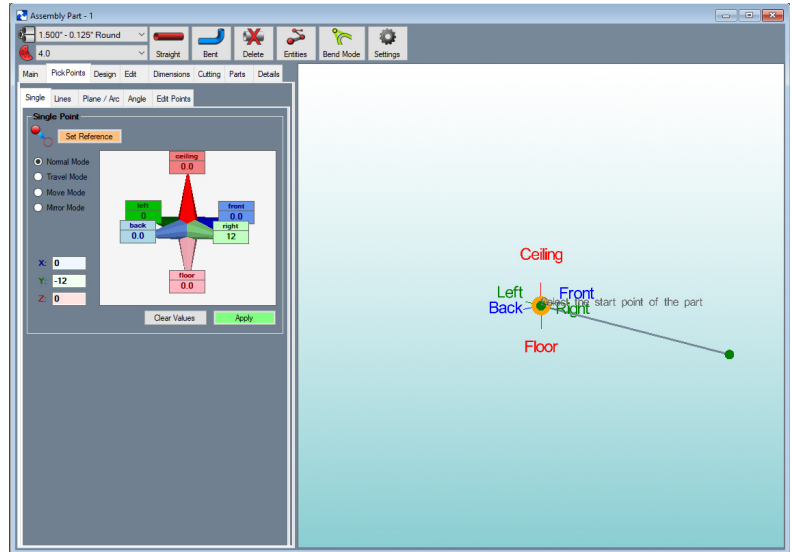 Assembly Part - 1
1.500" - 0.125" Round
4.0
Straight
Bent
Delete
Entities
Bend Mode
Settings
Main PickPoints Design Edit Dimensions Cutting Parts Details
Single Lines Plane / Arc Angle Edit Points
Single Point
Set Reference
Normal Mode
Travel Mode
Move Mode
Mirror Mode
ceiling
0.0
left
0
front
0.0
back
0.0
right
12
floor
0.0
X: 0
Y: -12
Z: 0
Clear Values
Apply
Ceiling
Left
Front
Select the start point of the part
Back
Right
Floor